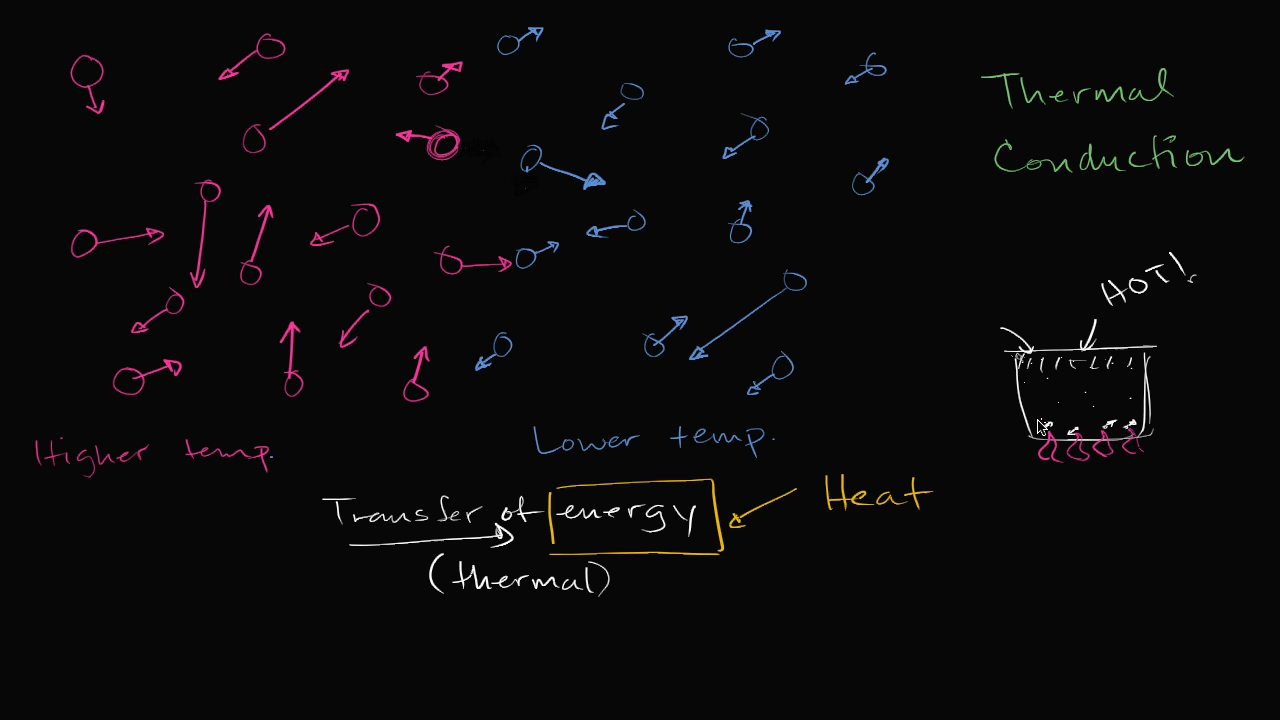 Thermal
Conduction
HOT!
Higher temp.
Lower temp.
Transfer of energy
Heat
(thermal)